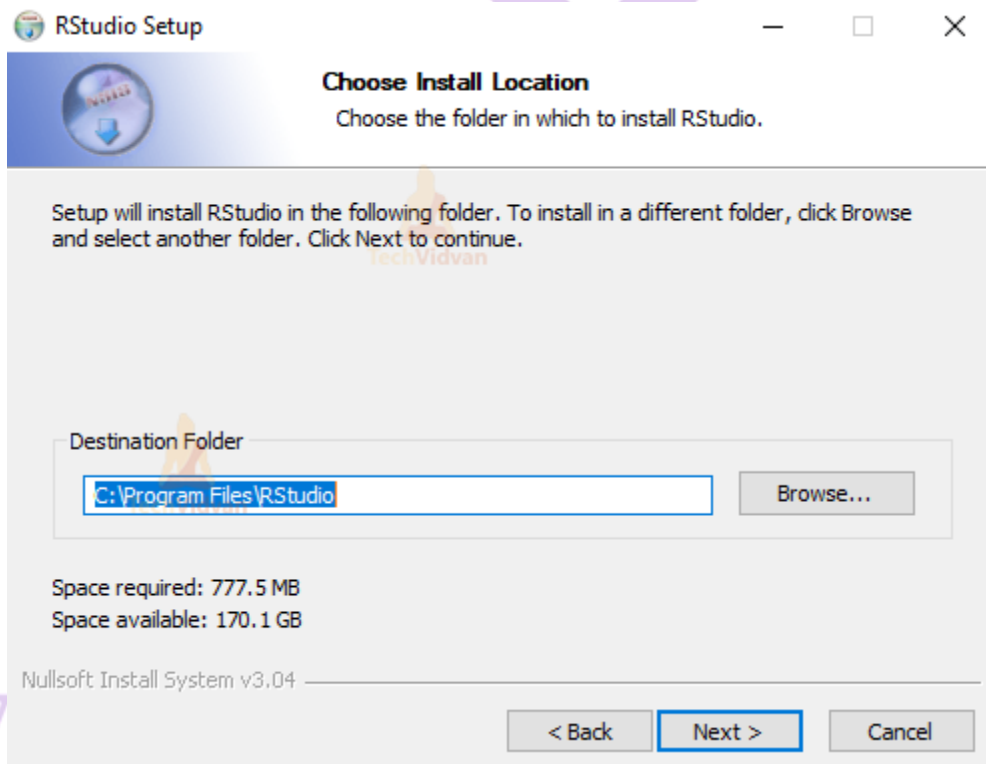 RStudio Setup
Choose Install Location
Choose the folder in which to install RStudio.
Setup will install RStudio in the following folder. To install in a different folder, click Browse
and select another folder. Click Next to continue.
TechVidvan
Destination Folder
C:\Program Files\RStudio
Browse...
TechVidvan
Space required: 777.5 MB
Space available: 170.1 GB
Nullsoft Install System v3.04
< Back
Next >
Cancel